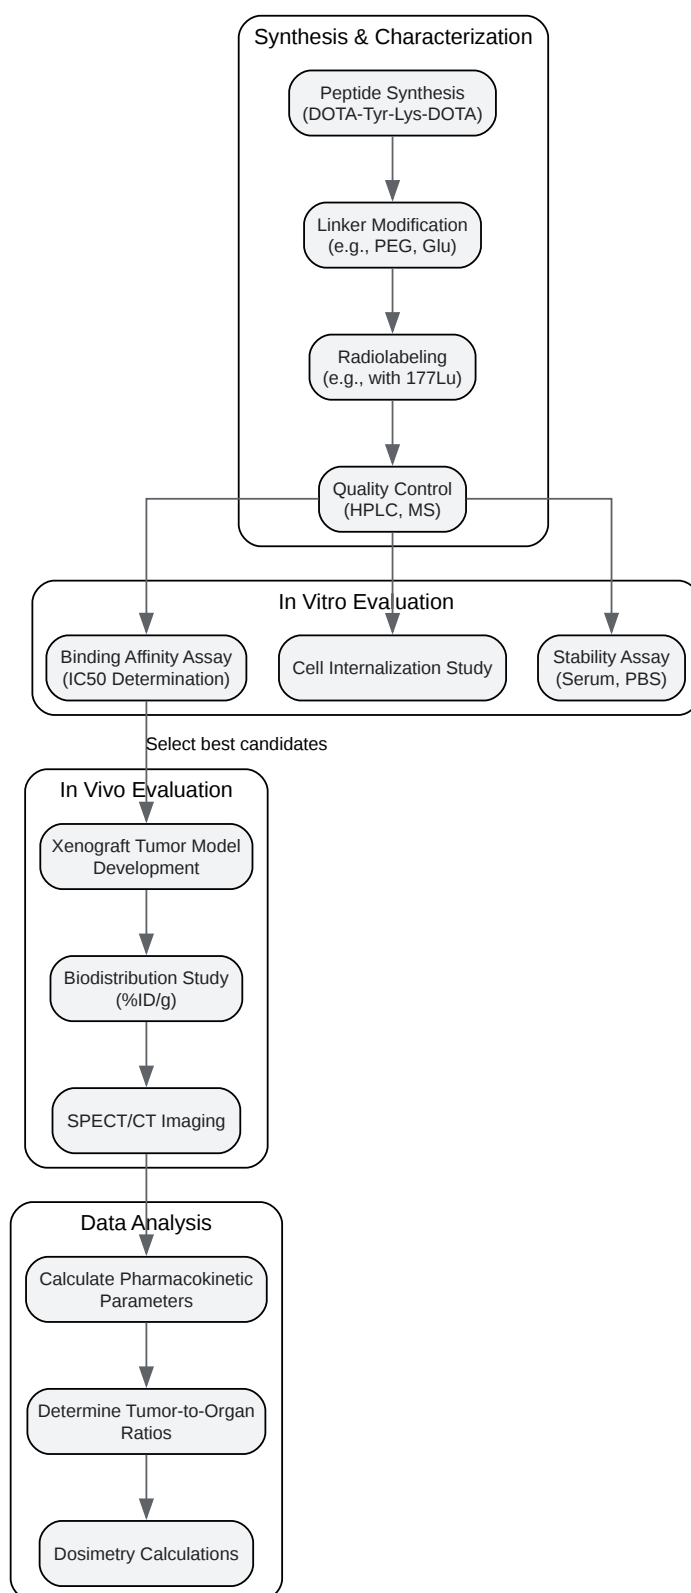 Synthesis & Characterization
Peptide Synthesis
(DOTA-Tyr-Lys-DOTA)
Linker Modification
(e.g., PEG, Glu)
Radiolabeling
(e.g., with 177Lu)
Quality Control
(HPLC, MS)
In Vitro Evaluation
Binding Affinity Assay
(IC50 Determination)
Cell Internalization Study
Stability Assay
(Serum, PBS)
Select best candidates
In Vivo Evaluation
Xenograft Tumor Model
Development
Biodistribution Study
(%ID/g)
SPECT/CT Imaging
Data Analysis
Calculate Pharmacokinetic
Parameters
Determine Tumor-to-Organ
Ratios
Dosimetry Calculations